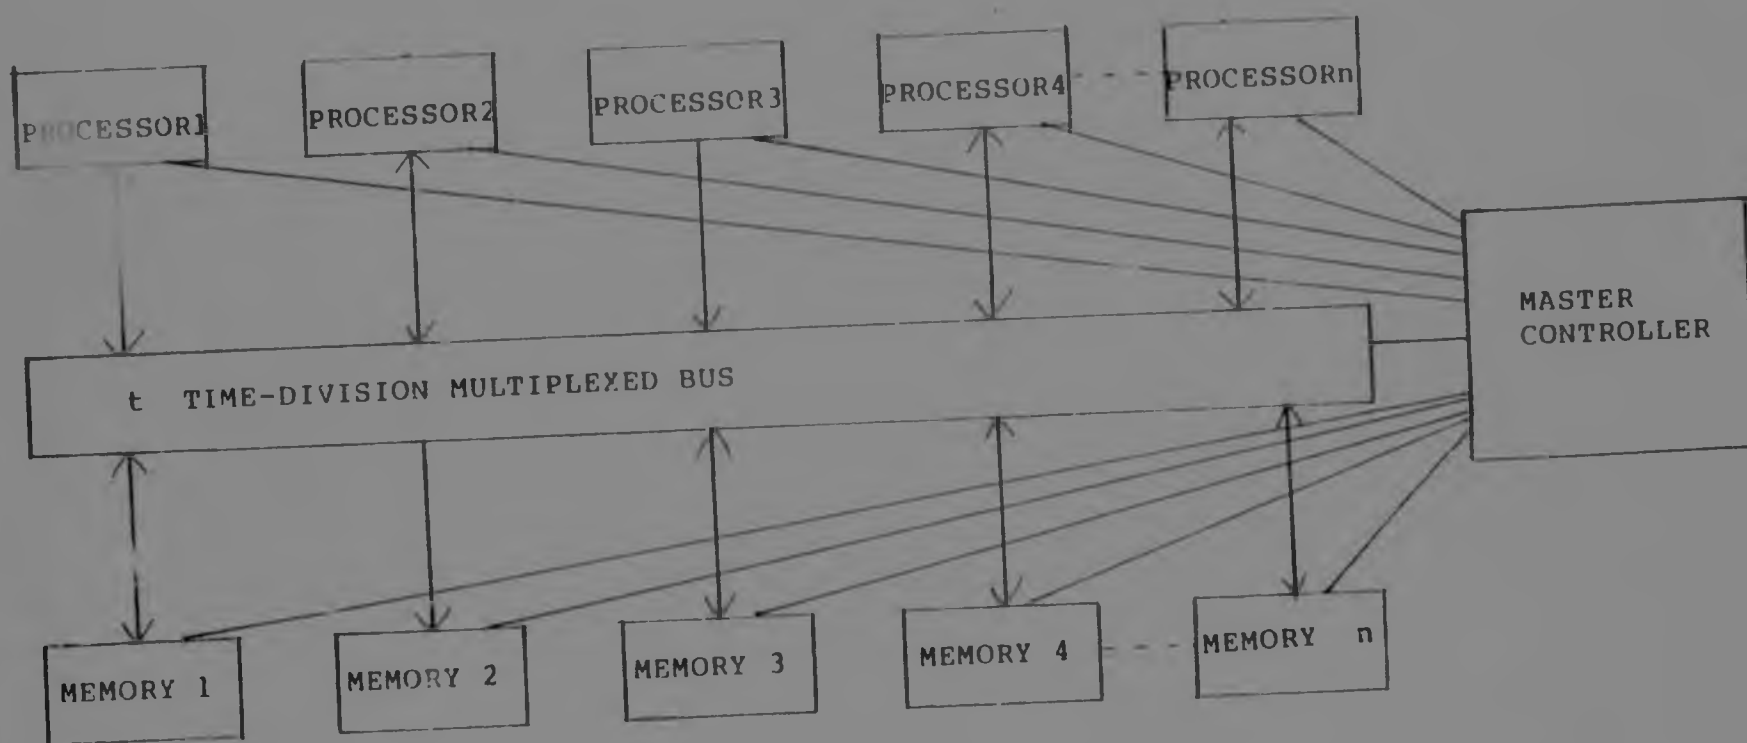 PROCESSOR1
PROCESSOR2
PROCESSOR3
PROCESSOR4
PROCESSORn
MASTER
CONTROLLER
t TIME-DIVISION MULTIPLEXED BUS
MEMORY 1
MEMORY 2
MEMORY 3
MEMORY 4
MEMORY n